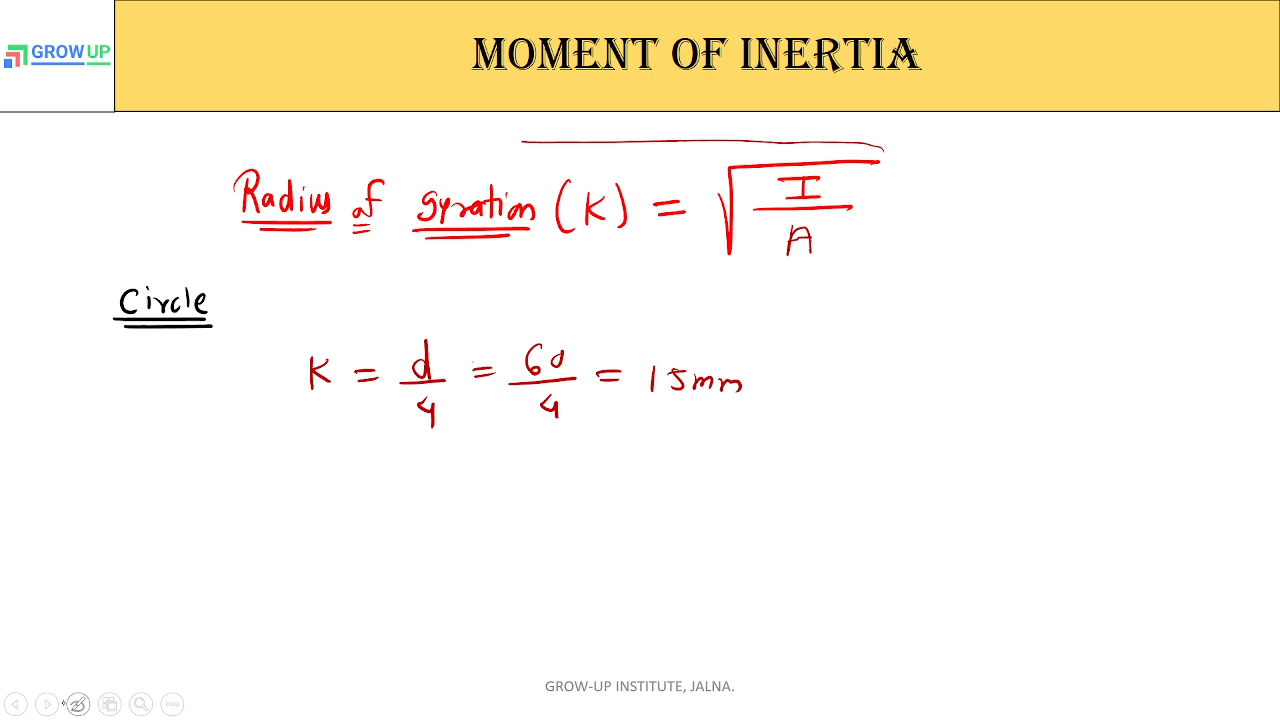 GROW UP
MOMENT OF INERTIA
Radius of gyration (K) = √(I/A)
Circle
K = d/4 = 60/4 = 15mm
GROW-UP INSTITUTE, JALNA.